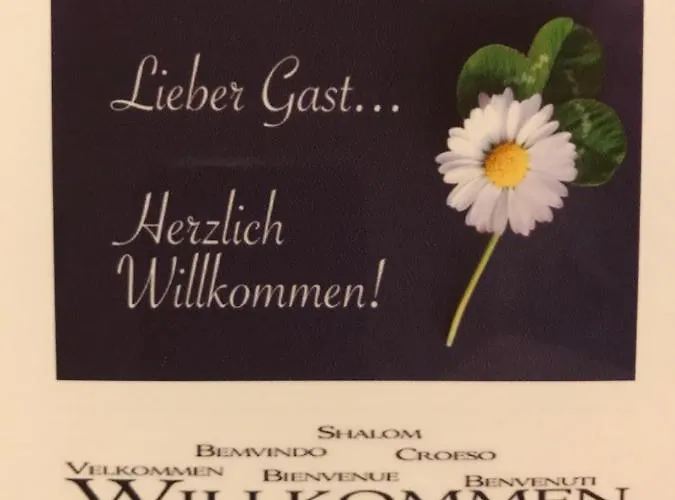 Lieber Gast...
Herzlich
Willkommen!
SHALOM
BEMVINDO CROESO
VELKOMMEN BIENVENUE BENVENUTI
WILLKOMMEN